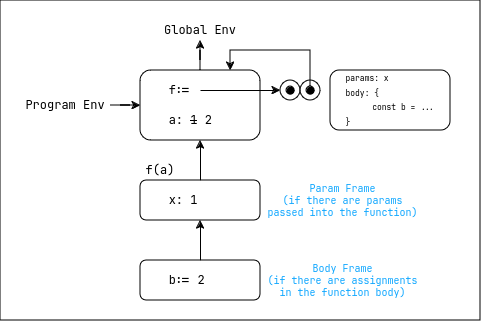 Global Env
f:=
params: x
body: {
const b = ...
}
Program Env
a: 1 2
f(a)
x: 1
Param Frame
(if there are params
passed into the function)
b:= 2
Body Frame
(if there are assignments
in the function body)